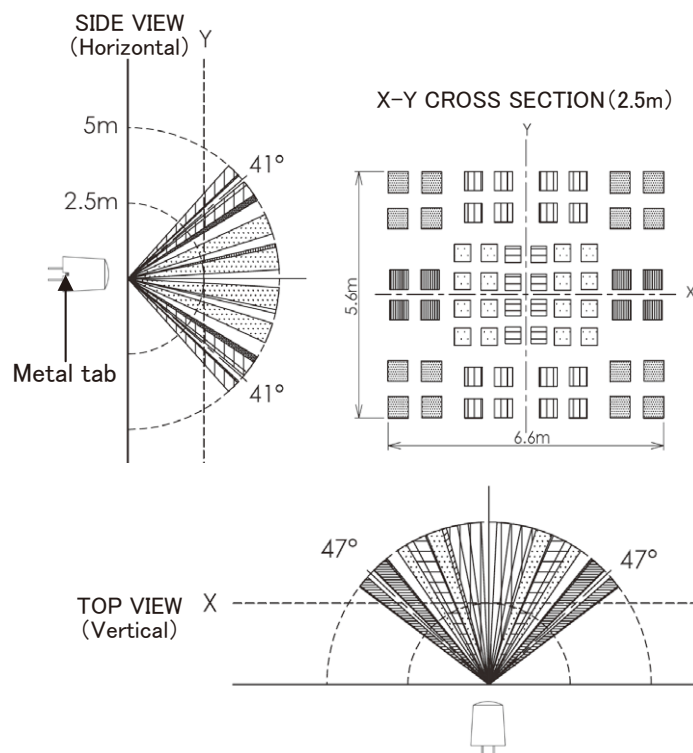 SIDE VIEW
(Horizontal)
Y
5m
2.5m
41°
41°
Metal tab
X-Y CROSS SECTION(2.5m)
Y
X
5.6m
6.6m
TOP VIEW
(Vertical)
X
47°
47°